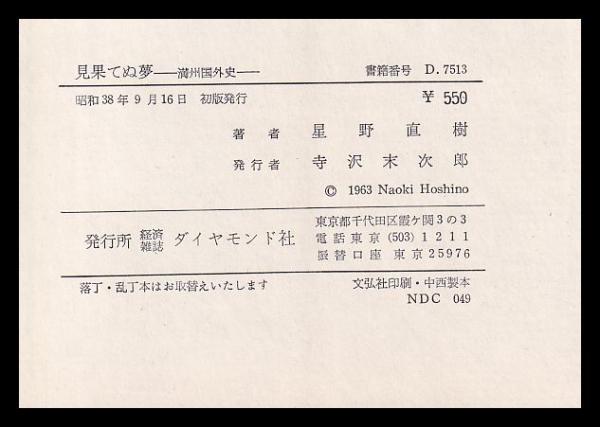 見果てぬ夢――満州国外史―― 書籍番号 D.7513
昭和38年9月16日 初版発行 ￥550
著者 星野直樹
発行者 寺沢末次郎
© 1963 Naoki Hoshino
発行所 経済雑誌 ダイヤモンド社
東京都千代田区霞ケ関3の3
電話東京 (503) 1211
振替口座 東京 25976
落丁・乱丁本はお取替えいたします 文弘社印刷・中西製本
NDC 049